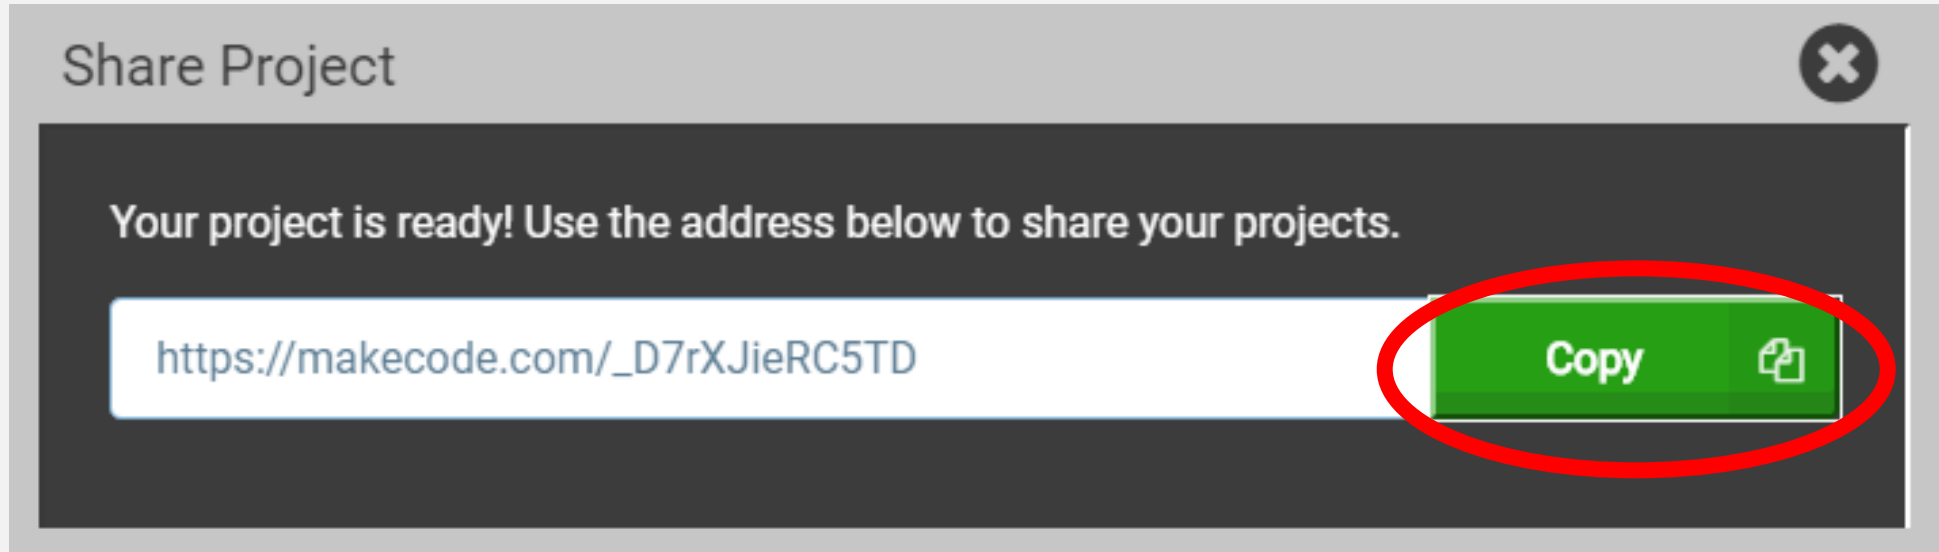 Share Project
Your project is ready! Use the address below to share your projects.
https://makecode.com/_D7rXJieRC5TD
Copy